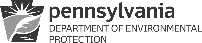 pennsylvania
DEPARTMENT OF ENVIRONMENTAL
PROTECTION